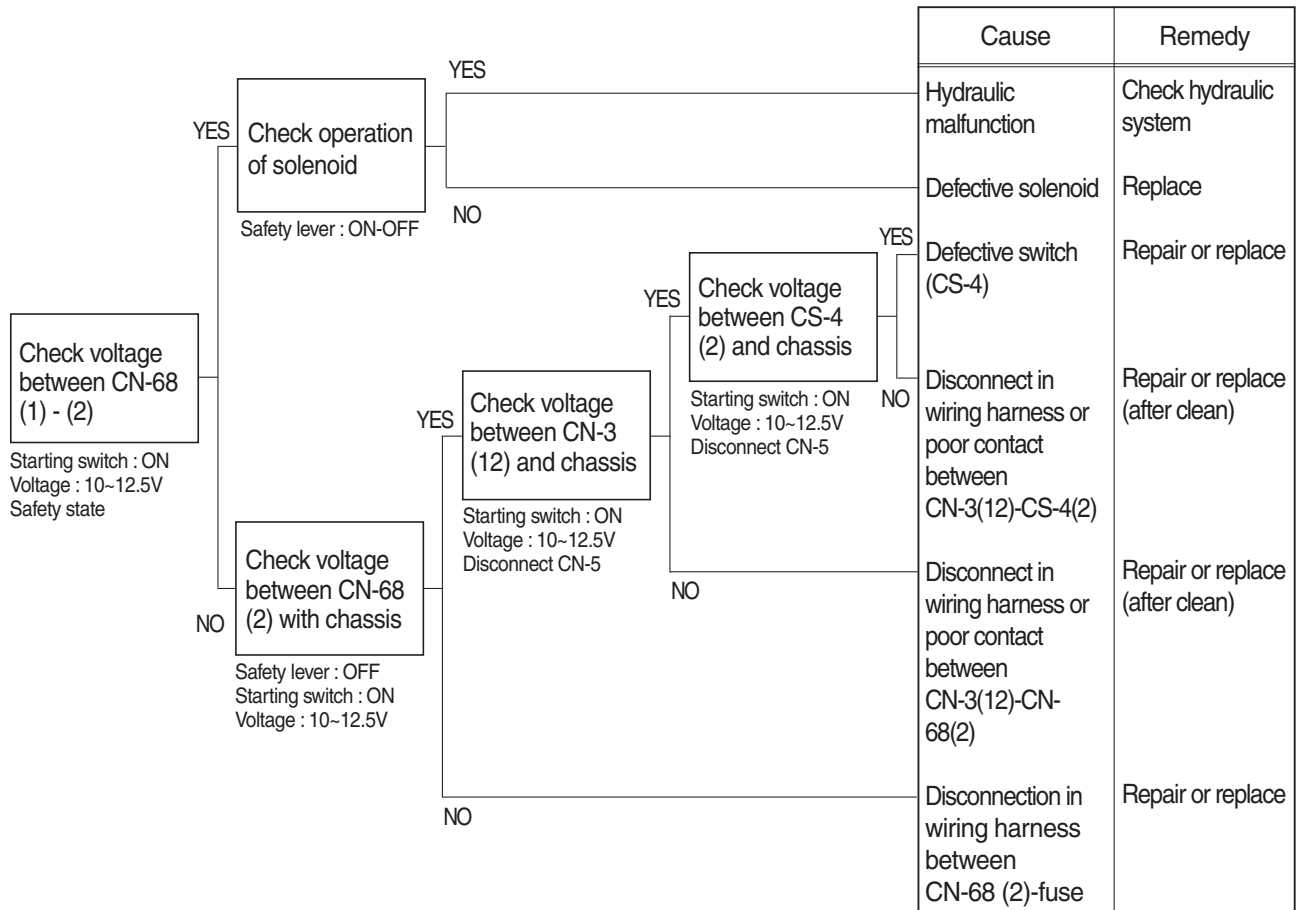 Cause
Remedy
YES
Hydraulic
malfunction
Check hydraulic
system
YES
Check operation
of solenoid
Safety lever : ON-OFF
NO
Defective solenoid
Replace
YES
Defective switch
(CS-4)
Repair or replace
YES
Check voltage
between CS-4
(2) and chassis
Starting switch : ON
Voltage : 10~12.5V
Disconnect CN-5
NO
Disconnect in
wiring harness or
poor contact
between
CN-3(12)-CS-4(2)
Repair or replace
(after clean)
Check voltage
between CN-68
(1) - (2)
Starting switch : ON
Voltage : 10~12.5V
Safety state
YES
Check voltage
between CN-3
(12) and chassis
Starting switch : ON
Voltage : 10~12.5V
Disconnect CN-5
NO
Disconnect in
wiring harness or
poor contact
between
CN-3(12)-CN-
68(2)
Repair or replace
(after clean)
NO
Check voltage
between CN-68
(2) with chassis
Safety lever : OFF
Starting switch : ON
Voltage : 10~12.5V
NO
Disconnection in
wiring harness
between
CN-68 (2)-fuse
Repair or replace